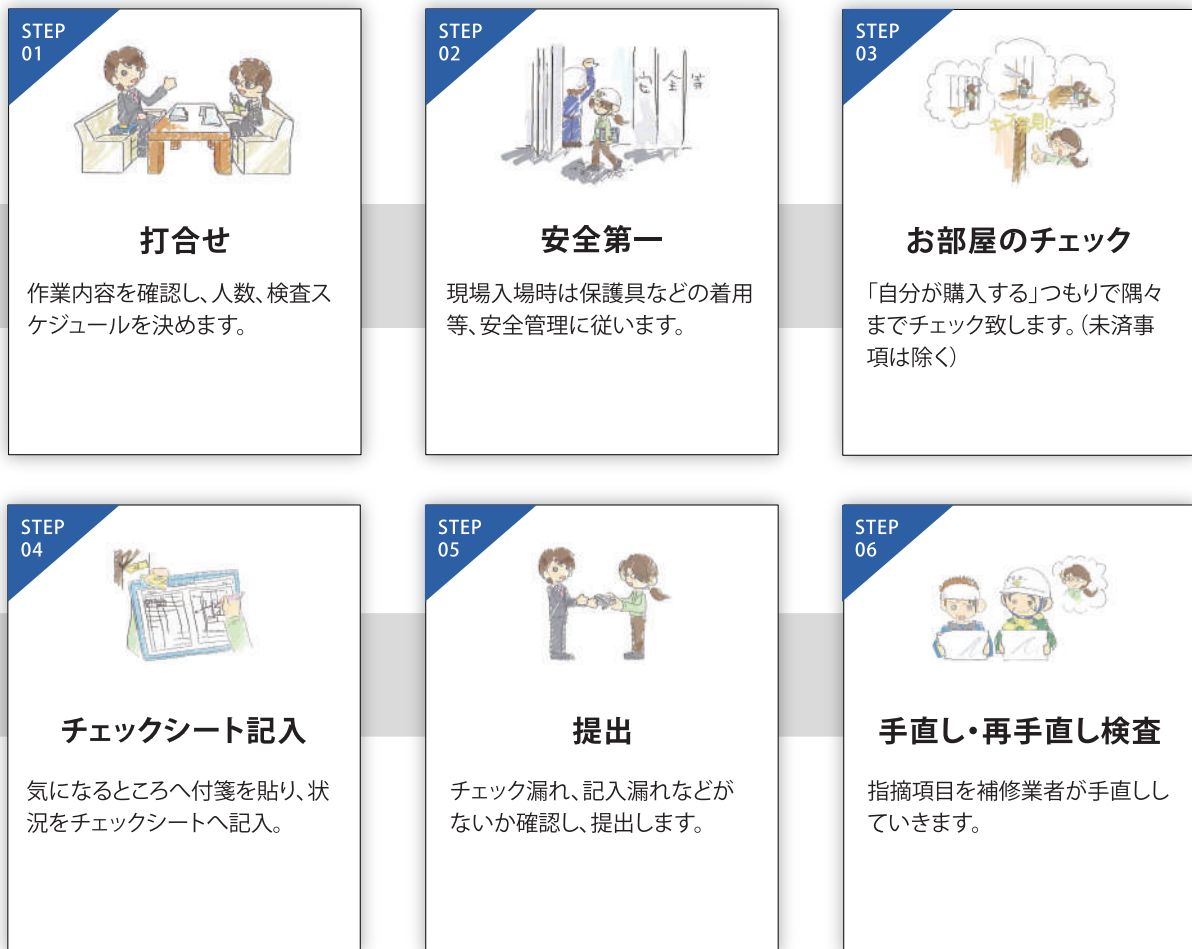 STEP
01
打合せ
作業内容を確認し、人数、検査ス
ケジュールを決めます。
STEP
02
安全第一
現場入場時は保護具などの着用
等、安全管理に従います。
STEP
03
お部屋のチェック
「自分が購入する」つもりで隅々
までチェック致します。（未済事
項は除く）
STEP
04
チェックシート記入
気になるところへ付箋を貼り、状
況をチェックシートへ記入。
STEP
05
提出
チェック漏れ、記入漏れなどが
ないか確認し、提出します。
STEP
06
手直し・再手直し検査
指摘項目を補修業者が手直しし
ていきます。